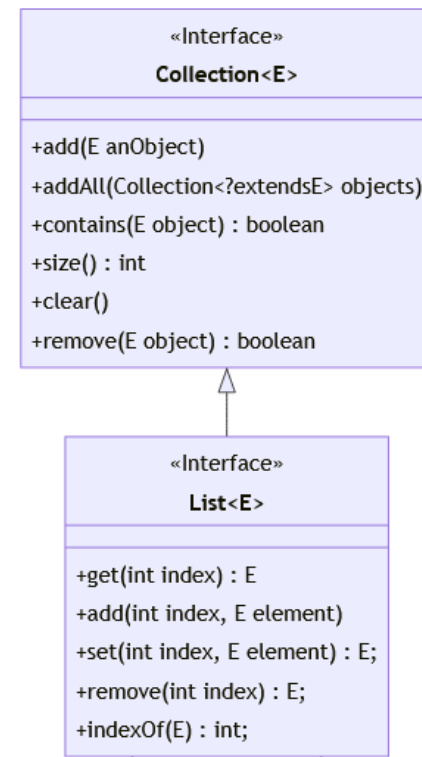 «Interface»
Collection<E>
+add(E anObject)
+addAll(Collection<?extendsE> objects)
+contains(E object) : boolean
+size() : int
+clear()
+remove(E object) : boolean
«Interface»
List<E>
+get(int index) : E
+add(int index, E element)
+set(int index, E element) : E;
+remove(int index) : E;
+indexOf(E) : int;